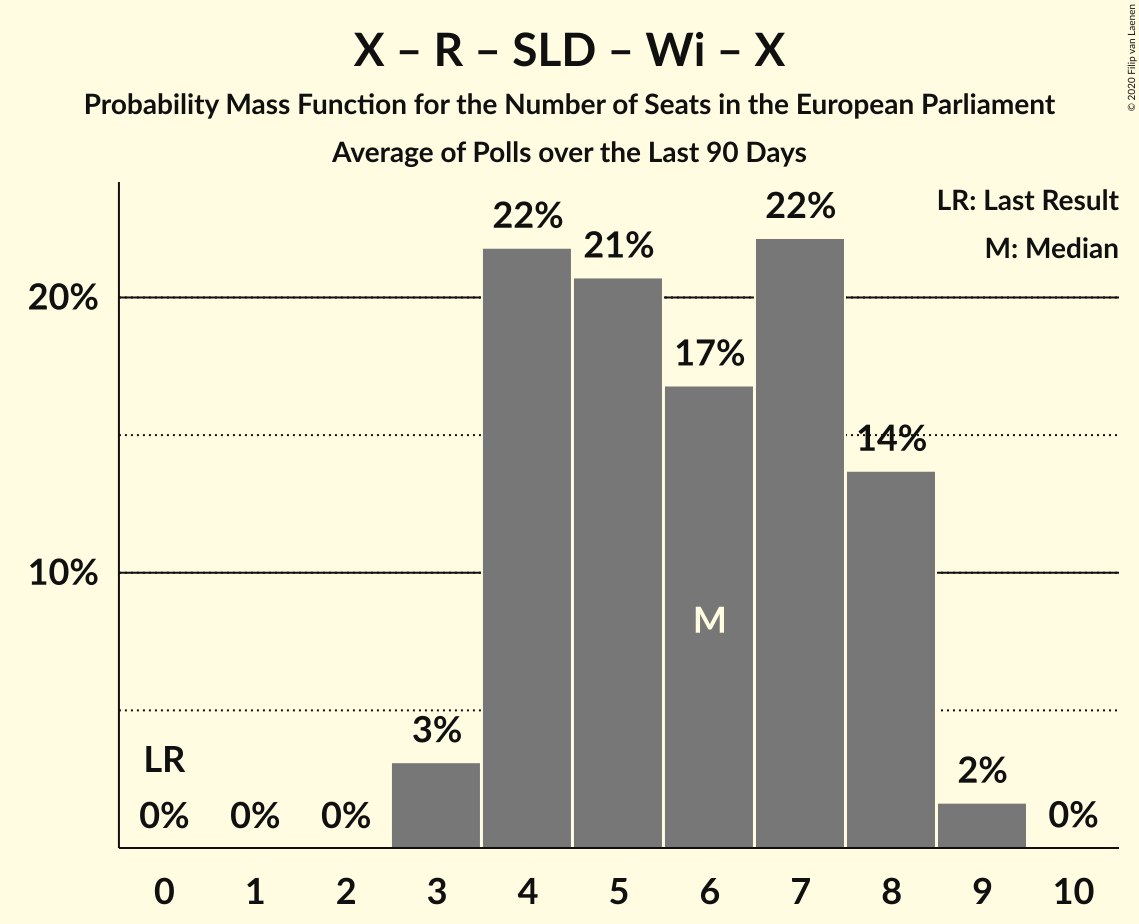 X – R – SLD – Wi – X
Probability Mass Function for the Number of Seats in the European Parliament
Average of Polls over the Last 90 Days
© 2020 Filip van Laenen
LR: Last Result
M: Median
20%
10%
LR
0%
0%
0%
3%
22%
21%
17%
22%
14%
2%
0%
M
0 1 2 3 4 5 6 7 8 9 10